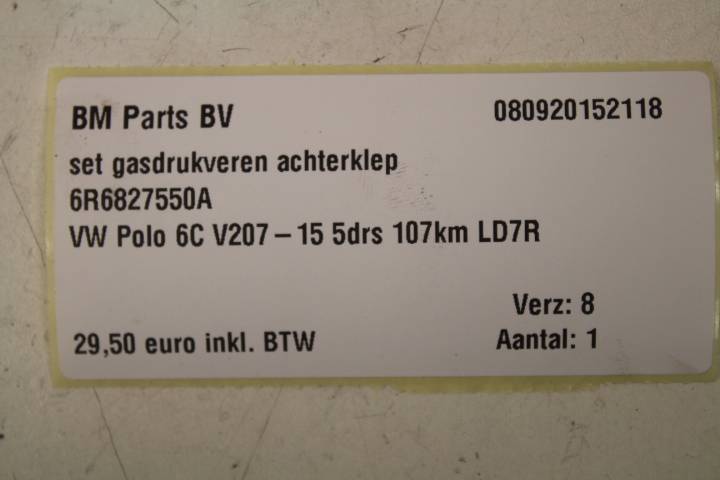 BM Parts BV 080920152118
set gasdrukveren achterklep
6R6827550A
VW Polo 6C V207 – 15 5drs 107km LD7R
Verz: 8
29,50 euro inkl. BTW Aantal: 1